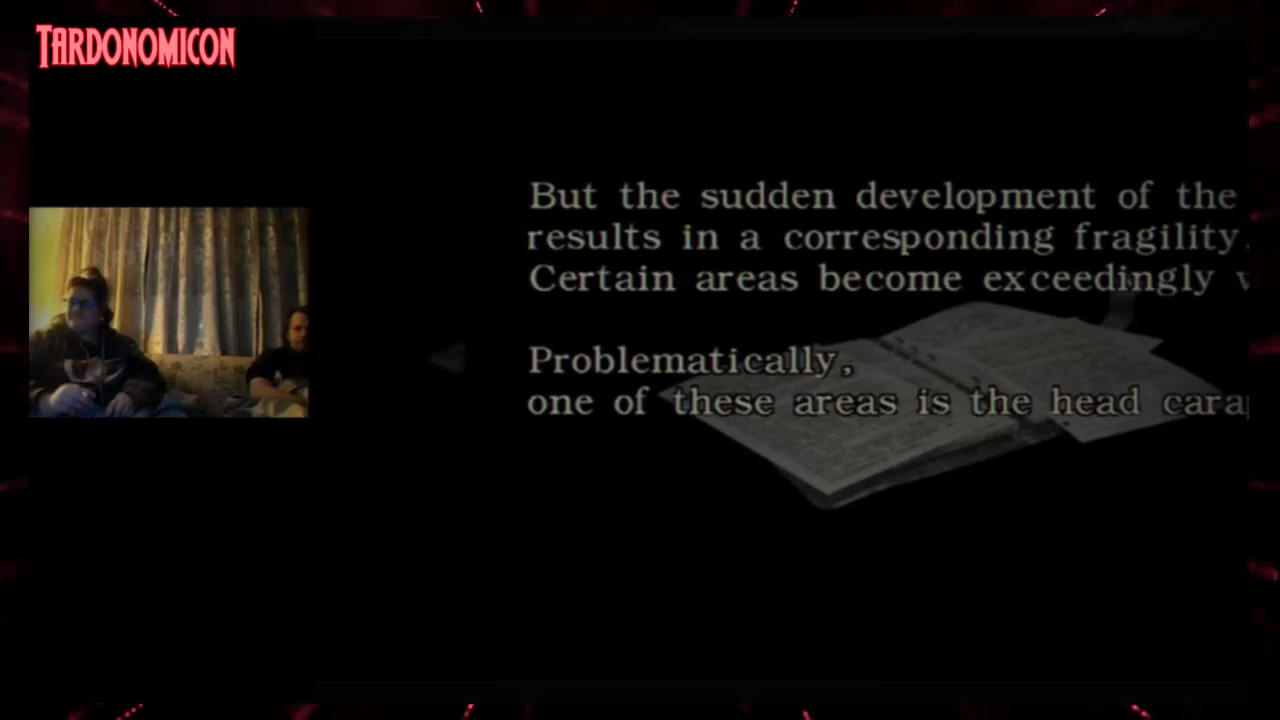 TARDONOMICON
But the sudden development of the
results in a corresponding fragility.
Certain areas become exceedingly
Problematically,
one of these areas is the head